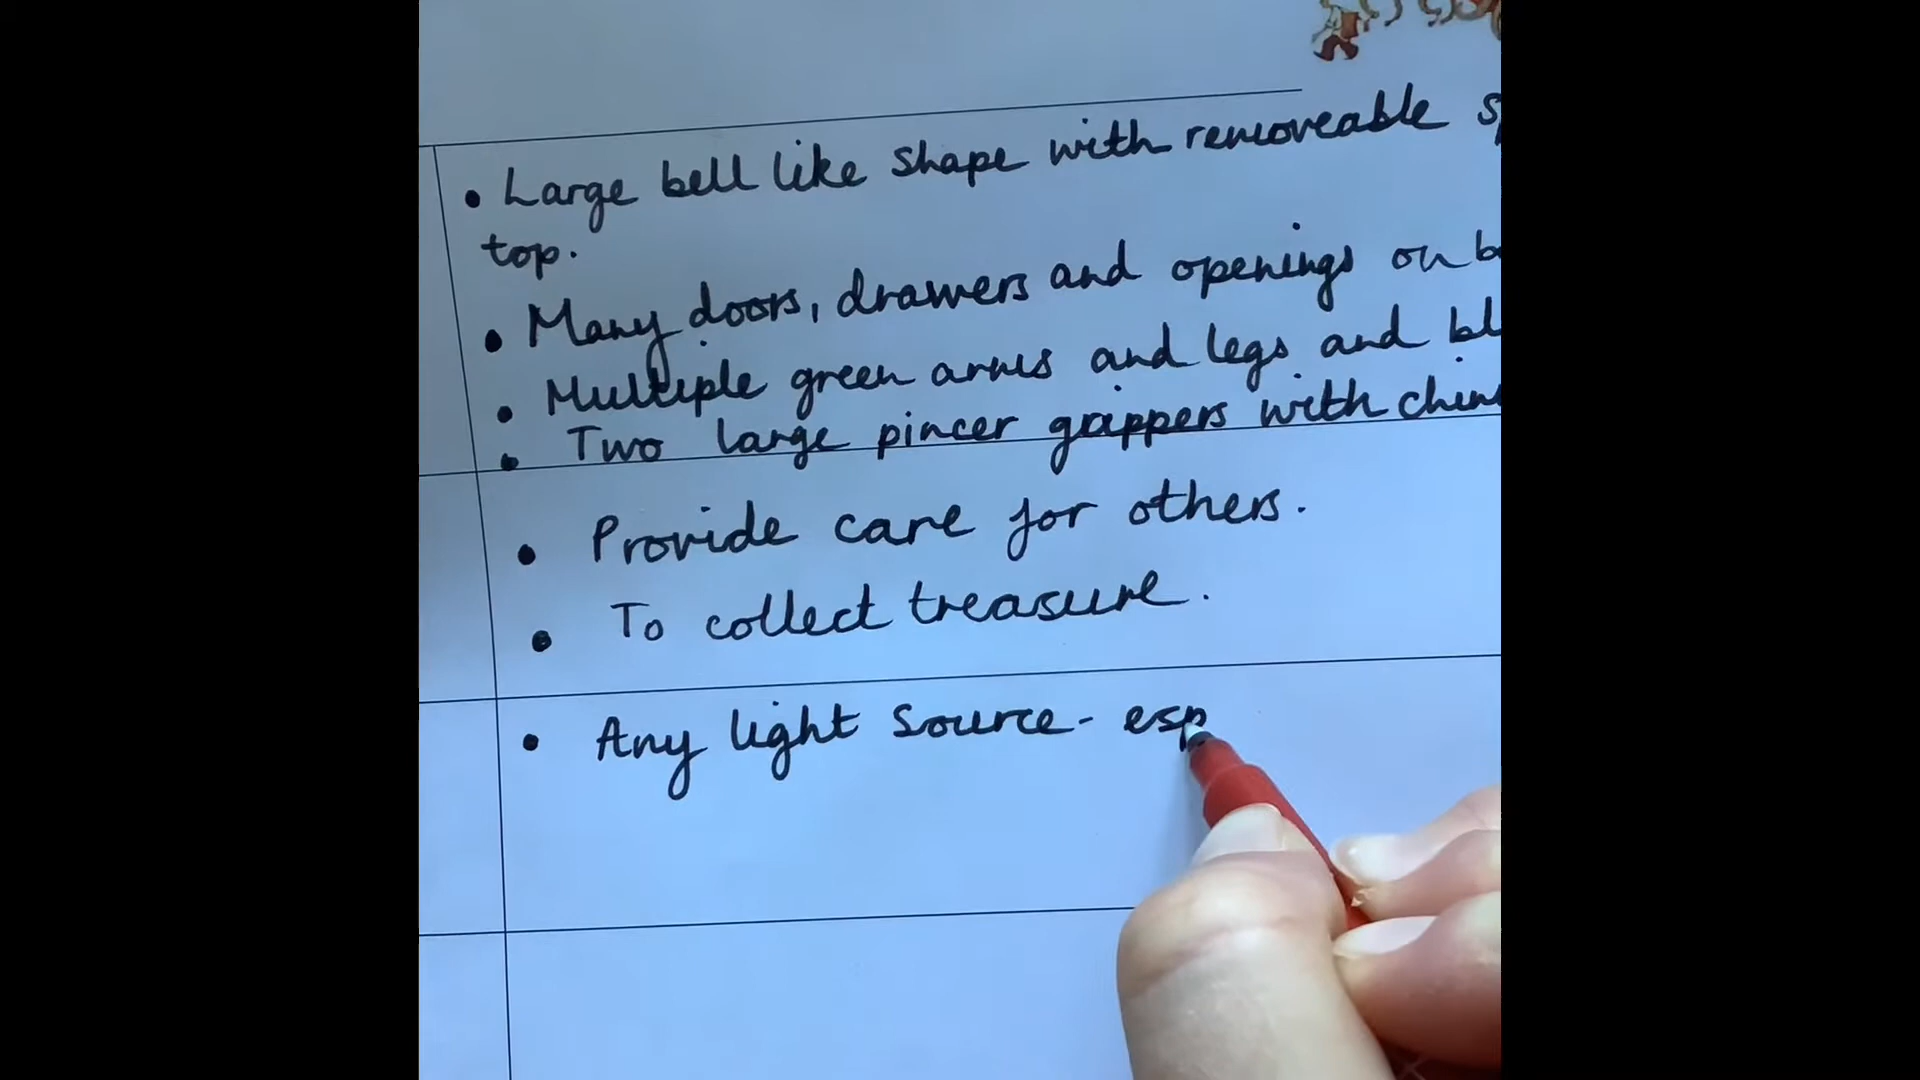 • Large bell like shape with removeable
top.
• Many doors, drawers and openings on
• Multiple green arms and legs and
• Two large pincer grippers with
• Provide care for others.
• To collect treasure.
• Any light source - esp